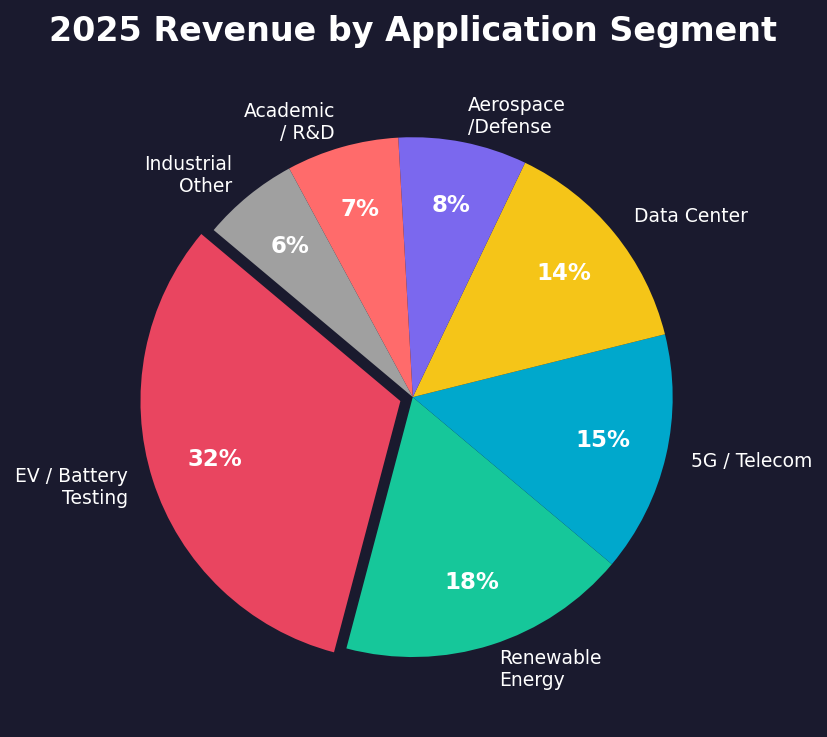 2025 Revenue by Application Segment
Academic
/ R&D
Aerospace
/Defense
Industrial
Other
Data Center
7%
8%
6%
14%
32%
15%
EV / Battery
Testing
5G / Telecom
18%
Renewable
Energy